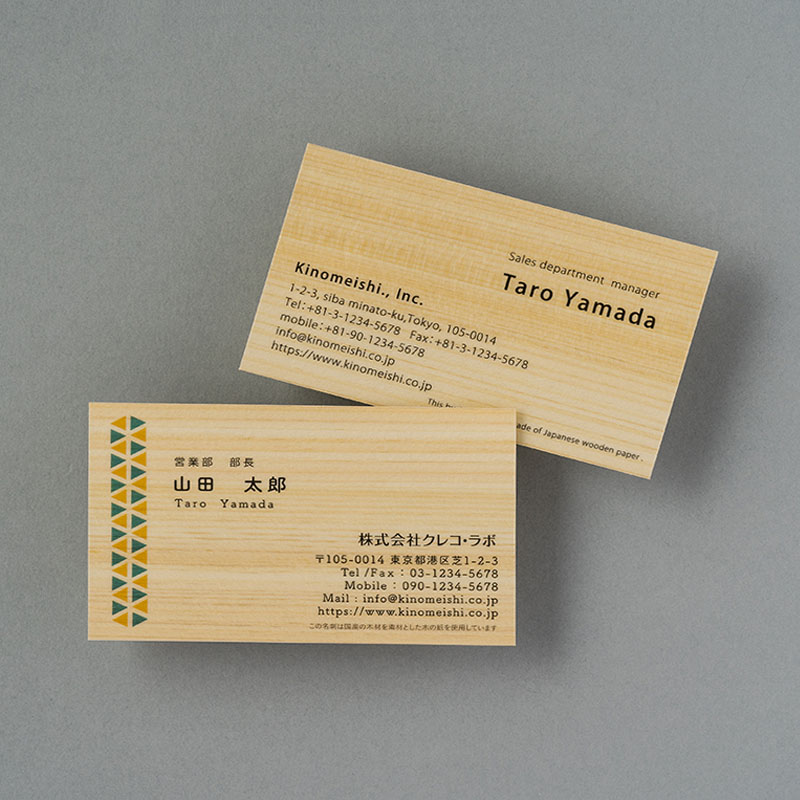 Sales department manager
Taro Yamada
Kinomeishi., Inc.
1-2-3, siba minato-ku,Tokyo, 105-0014
Tel:+81-3-1234-5678 Fax:+81-3-1234-5678
mobile:+81-90-1234-5678
info@kinomeishi.co.jp
https://www.kinomeishi.co.jp
This of Japanese wooden paper.
営業部 部長
山田 太郎
Taro Yamada
株式会社クレコ・ラボ
〒105-0014 東京都港区芝1-2-3
Tel /Fax : 03-1234-5678
Mobile : 090-1234-5678
Mail : info@kinomeishi.co.jp
https://www.kinomeishi.co.jp
この名刺は国産の木材を素材とした木の紙を使用しています